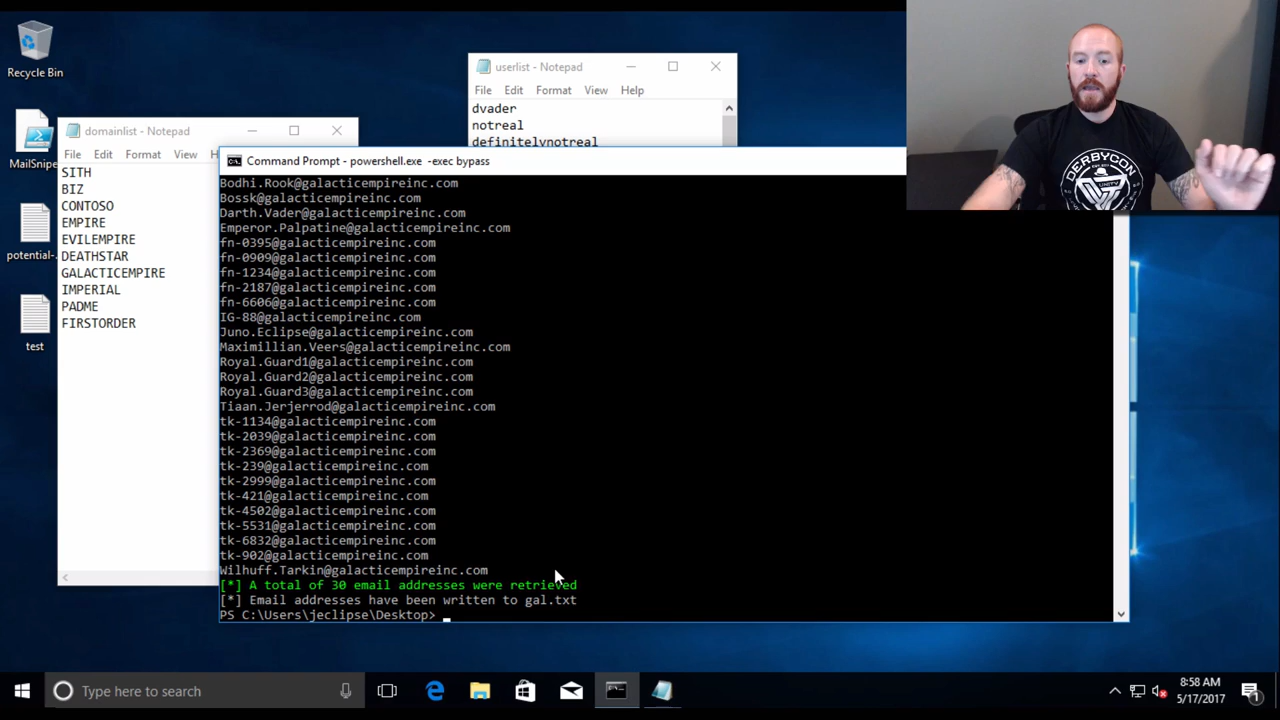 Recycle Bin
MailSnipe
potential-
test
domainlist - Notepad
File Edit Format View H
SITH
BIZ
CONTOSO
EMPIRE
EVILEMPIRE
DEATHSTAR
GALACTICEMPIRE
IMPERIAL
PADME
FIRSTORDER
userlist - Notepad
File Edit Format View Help
dvader
notreal
definitelynotreal
Command Prompt - powershell.exe -exec bypass
Bodhi.Rook@galacticempireinc.com
Bossk@galacticempireinc.com
Darth.Vader@galacticempireinc.com
Emperor.Palpatine@galacticempireinc.com
fn-0395@galacticempireinc.com
fn-0909@galacticempireinc.com
fn-1234@galacticempireinc.com
fn-2187@galacticempireinc.com
fn-6606@galacticempireinc.com
IG-88@galacticempireinc.com
Juno.Eclipse@galacticempireinc.com
Maximillian.Veers@galacticempireinc.com
Royal.Guard1@galacticempireinc.com
Royal.Guard2@galacticempireinc.com
Royal.Guard3@galacticempireinc.com
Tiaan.Jerjerrod@galacticempireinc.com
tk-1134@galacticempireinc.com
tk-2039@galacticempireinc.com
tk-2369@galacticempireinc.com
tk-239@galacticempireinc.com
tk-2999@galacticempireinc.com
tk-421@galacticempireinc.com
tk-4502@galacticempireinc.com
tk-5531@galacticempireinc.com
tk-6832@galacticempireinc.com
tk-902@galacticempireinc.com
Wilhuff.Tarkin@galacticempireinc.com
[*] A total of 30 email addresses were retrieved
[*] Email addresses have been written to gal.txt
PS C:\Users\jeclipse\Desktop>
DERBYCON
UNITY
Type here to search
8:58 AM
5/17/2017
1